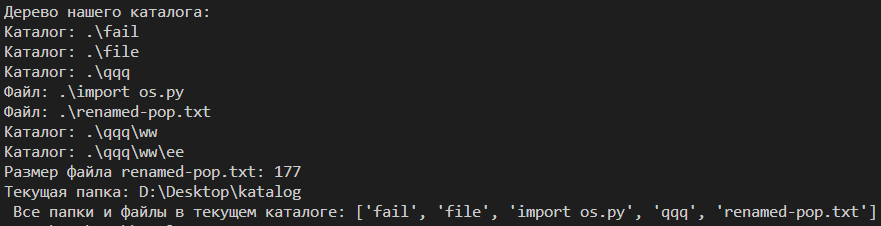 Дерево нашего каталога:
Каталог: .\fail
Каталог: .\file
Каталог: .\qqq
Файл: .\import os.py
Файл: .\renamed-pop.txt
Каталог: .\qqq\ww
Каталог: .\qqq\ww\ee
Размер файла renamed-pop.txt: 177
Текущая папка: D:\Desktop\katalog
Все папки и файлы в текущем каталоге: ['fail', 'file', 'import os.py', 'qqq', 'renamed-pop.txt']